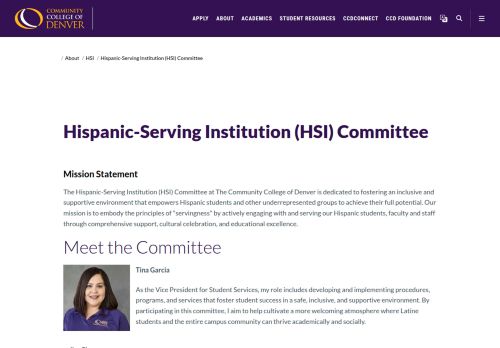 COMMUNITY
COLLEGE OF
DENVER
APPLY ABOUT ACADEMICS STUDENT RESOURCES CCDCONNECT CCD FOUNDATION
/ About / HSI / Hispanic-Serving Institution (HSI) Committee
Hispanic-Serving Institution (HSI) Committee
Mission Statement
The Hispanic-Serving Institution (HSI) Committee at The Community College of Denver is dedicated to fostering an inclusive and
supportive environment that empowers Hispanic students and other underrepresented groups to achieve their full potential. Our
mission is to embody the principles of "servingness" by actively engaging with and serving our Hispanic students, faculty and staff
through comprehensive support, cultural celebration, and educational excellence.
Meet the Committee
Tina Garcia
As the Vice President for Student Services, my role includes developing and implementing procedures,
programs, and services that foster student success in a safe, inclusive, and supportive environment. By
participating in this committee, I aim to help cultivate a more welcoming atmosphere where Latine
students and the entire campus community can thrive academically and socially.